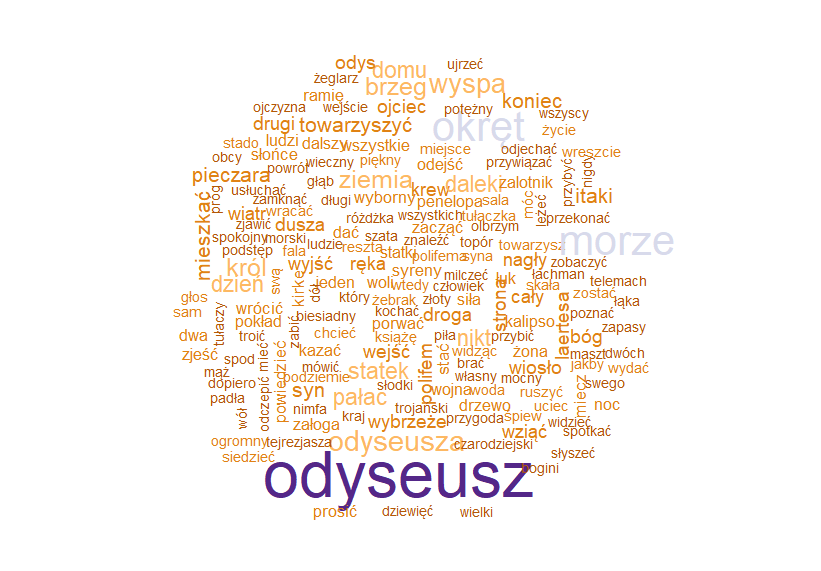 odys ujrzeć
żeglarz domu
brzeg wyspa
ramię koniec
ojczyzna wejście ojciec potężny wszyscy
drugi towarzyszyć okręt życie
stado ludzi dalszy wszystkie miejsce odjechać wreszcie
obcy słońce wieczny piękny odejść przywiązać nigdy
powrót przybyć
pieczara głąb ziemia krew daleki zalotnik
próg usłuchać zamknąć długi wyborny penelopa sala móc leżeć itaki
wiatr wracać różdżka wszystkich tułaczka przekonać
zjawić dusza dać zacząć olbrzym
spokojny morski ludzie szata znaleźć topór towarzysz morze
mieszkać podstęp fala reszta statki polifema syna nagły zobaczyć
król wyjść ręka syreny milczeć łachman
dzień swą kirke jeden woli wtedy człowiek łuk skała telemach
głos dół który żebrak złoty siła strona cały zostać
sam wrócić biesiadny kochać droga kalipso laertesa poznać łąka
tułaczy pokład zabić chcieć porwać zapasy
dwa troić książę piła nikt przybić bóg
zjeść spod mieć kazać wejść stać widząc żona maszt dwóch
maż mówić statek brać wiosło jakby wydać
dopiero odczepić powiedzieć podziemie słodki polifem własny mocny swego
padła syn pałac wojna woda ruszyć miecz
wół nimfa kraj trojański drzewo uciec noc
załoga wybrzeże przygoda śpiew widzieć
ogromny tejrezjasza odyseusza wziąć spotkać
siedzieć czarodziejski słyszeć
odyseusz bogini
prosić dziewięć wielki